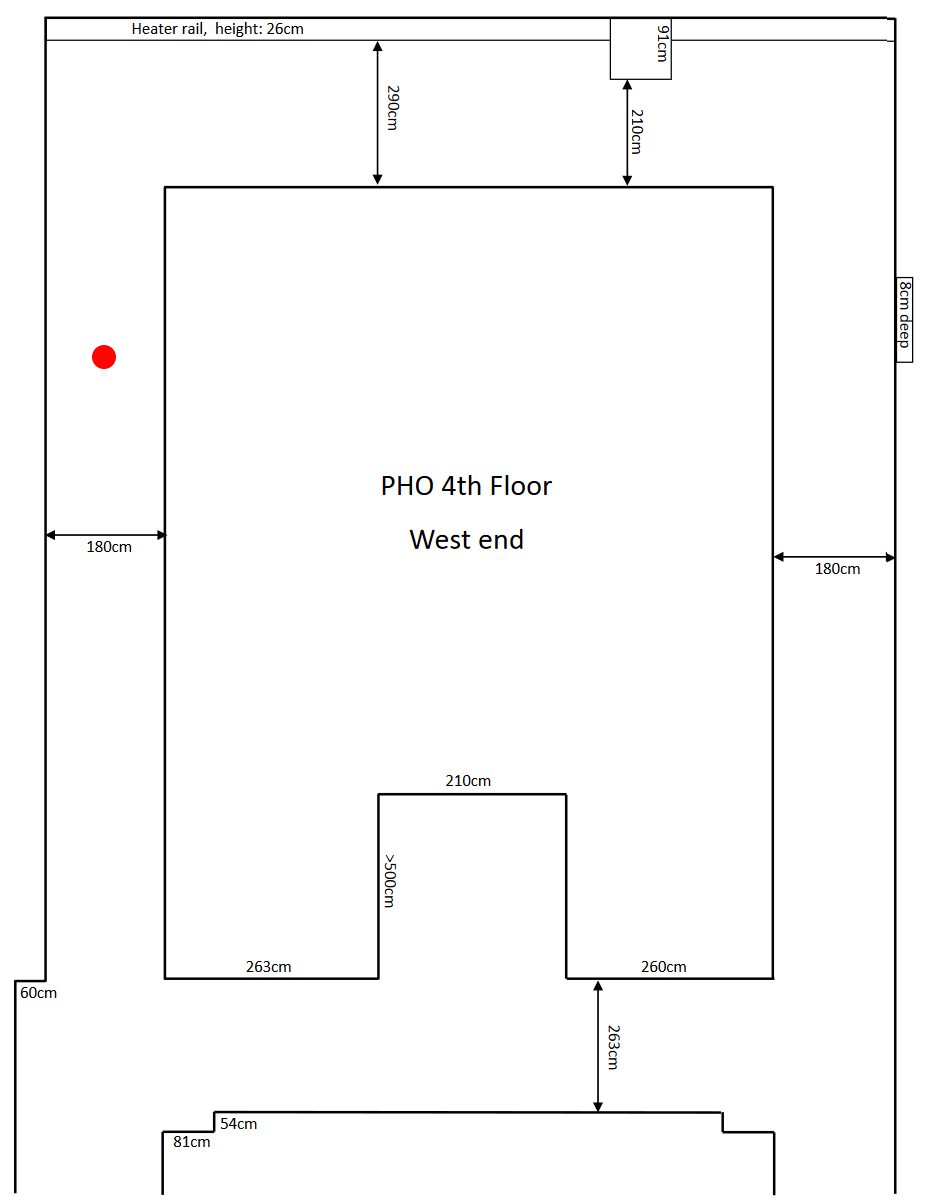 Heater rail,  height: 26cm
91cm
290cm
210cm
8cm deep
PHO 4th Floor
West end
180cm
180cm
210cm
>500cm
263cm
260cm
60cm
263cm
54cm
81cm